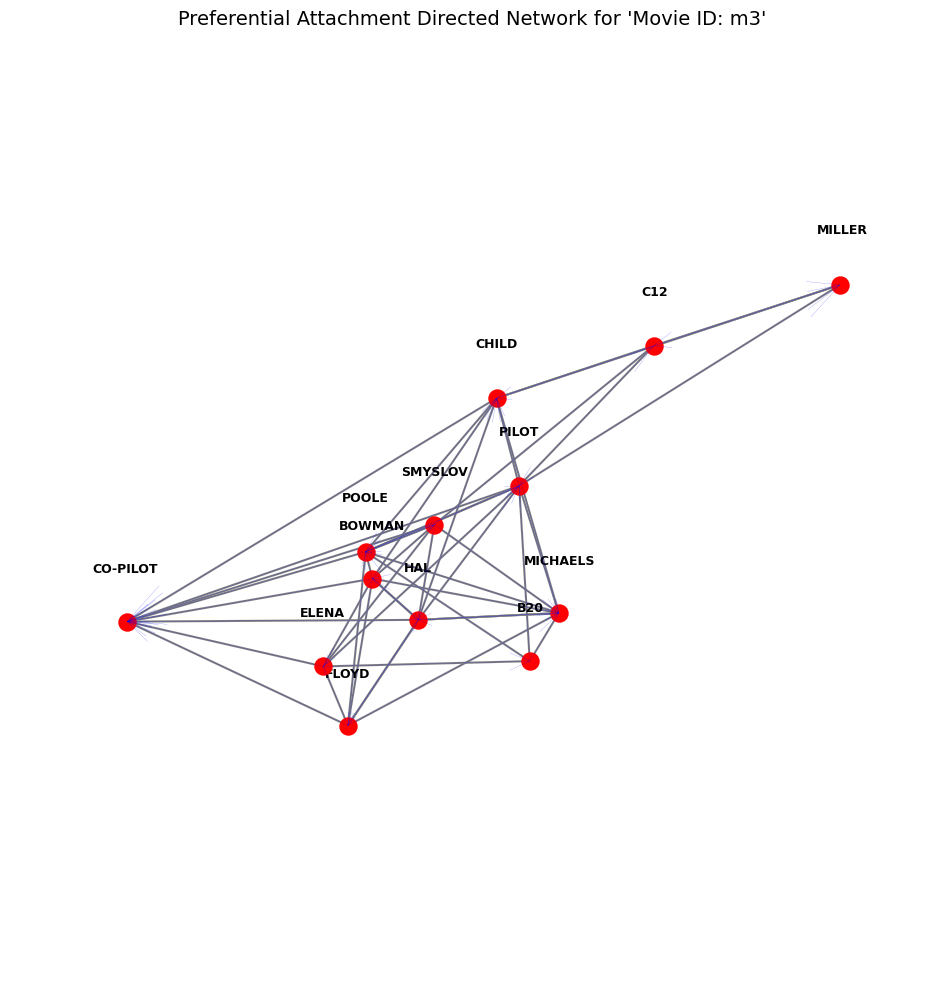 Preferential Attachment Directed Network for 'Movie ID: m3'
MILLER
C12
CHILD
PILOT
SMYSLOV
POOLE
BOWMAN
MICHAELS
HAL
CO-PILOT
B20
ELENA
FLOYD